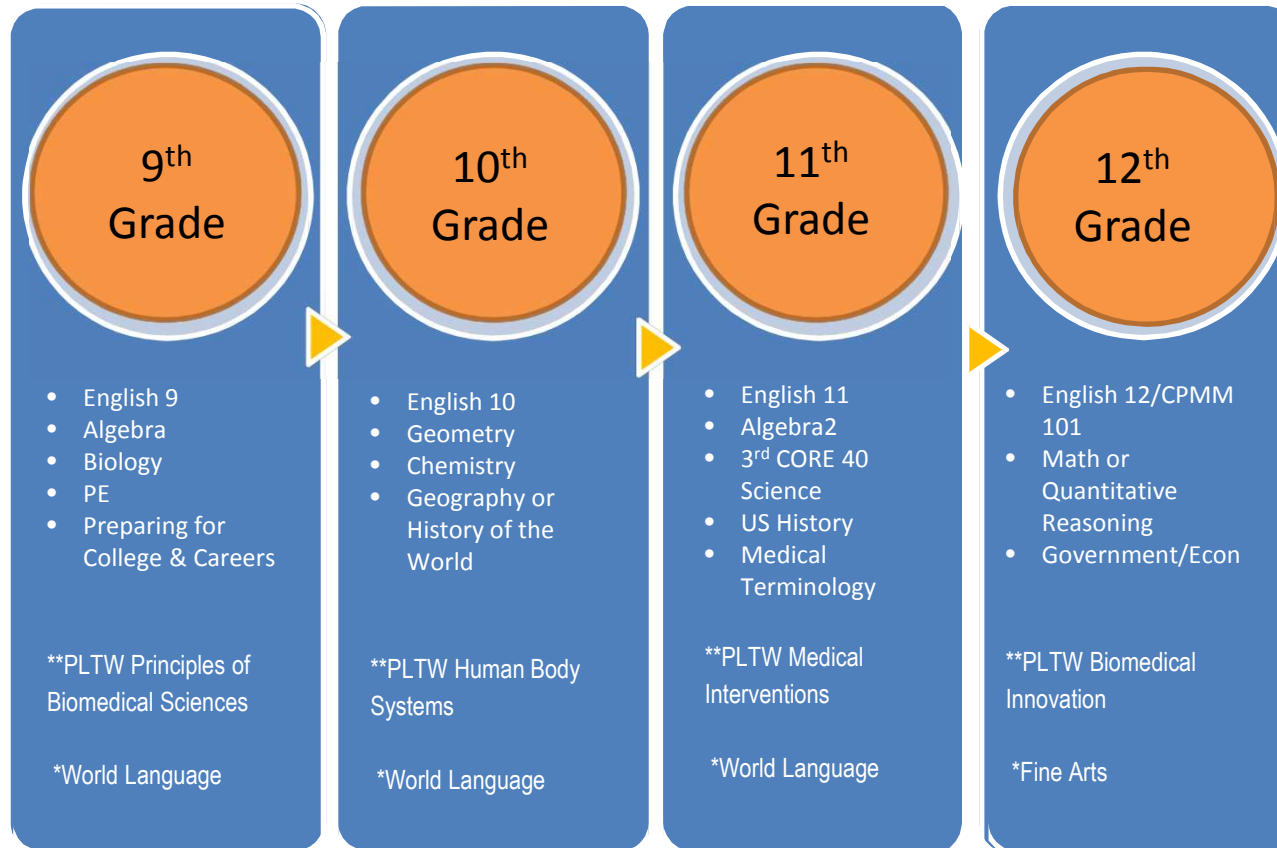 9th
Grade
• English 9
• Algebra
• Biology
• PE
• Preparing for
College & Careers
**PLTW Principles of
Biomedical Sciences
*World Language
10th
Grade
• English 10
• Geometry
• Chemistry
• Geography or
History of the
World
**PLTW Human Body
Systems
*World Language
11th
Grade
• English 11
• Algebra2
• 3rd CORE 40
Science
• US History
• Medical
Terminology
**PLTW Medical
Interventions
*World Language
12th
Grade
• English 12/CPMM
101
• Math or
Quantitative
Reasoning
• Government/Econ
**PLTW Biomedical
Innovation
*Fine Arts